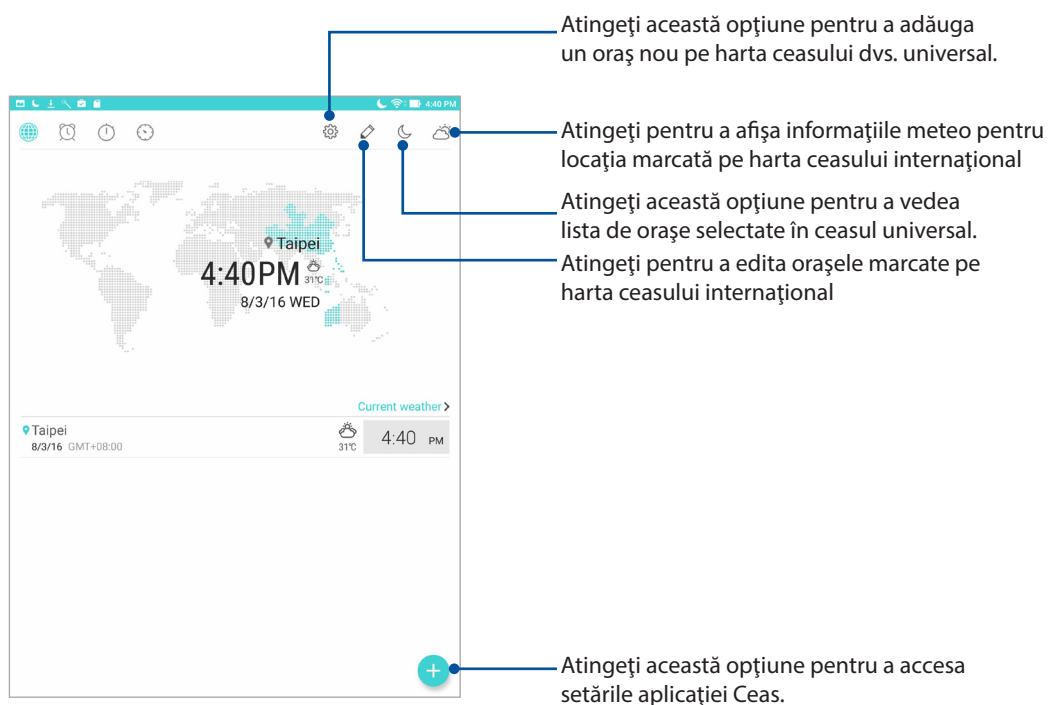 Atingeţi această opţiune pentru a adăuga
un oraş nou pe harta ceasului dvs. universal.
4:40 PM
Atingeţi pentru a afişa informaţiile meteo pentru
locaţia marcată pe harta ceasului internaţional
Atingeţi această opţiune pentru a vedea
lista de oraşe selectate în ceasul universal.
Atingeţi pentru a edita oraşele marcate pe
harta ceasului internaţional
Taipei
4:40PM
31°C
8/3/16 WED
Current weather
Taipei
8/3/16 GMT+08:00
31°C
4:40 PM
Atingeţi această opţiune pentru a accesa
setările aplicaţiei Ceas.